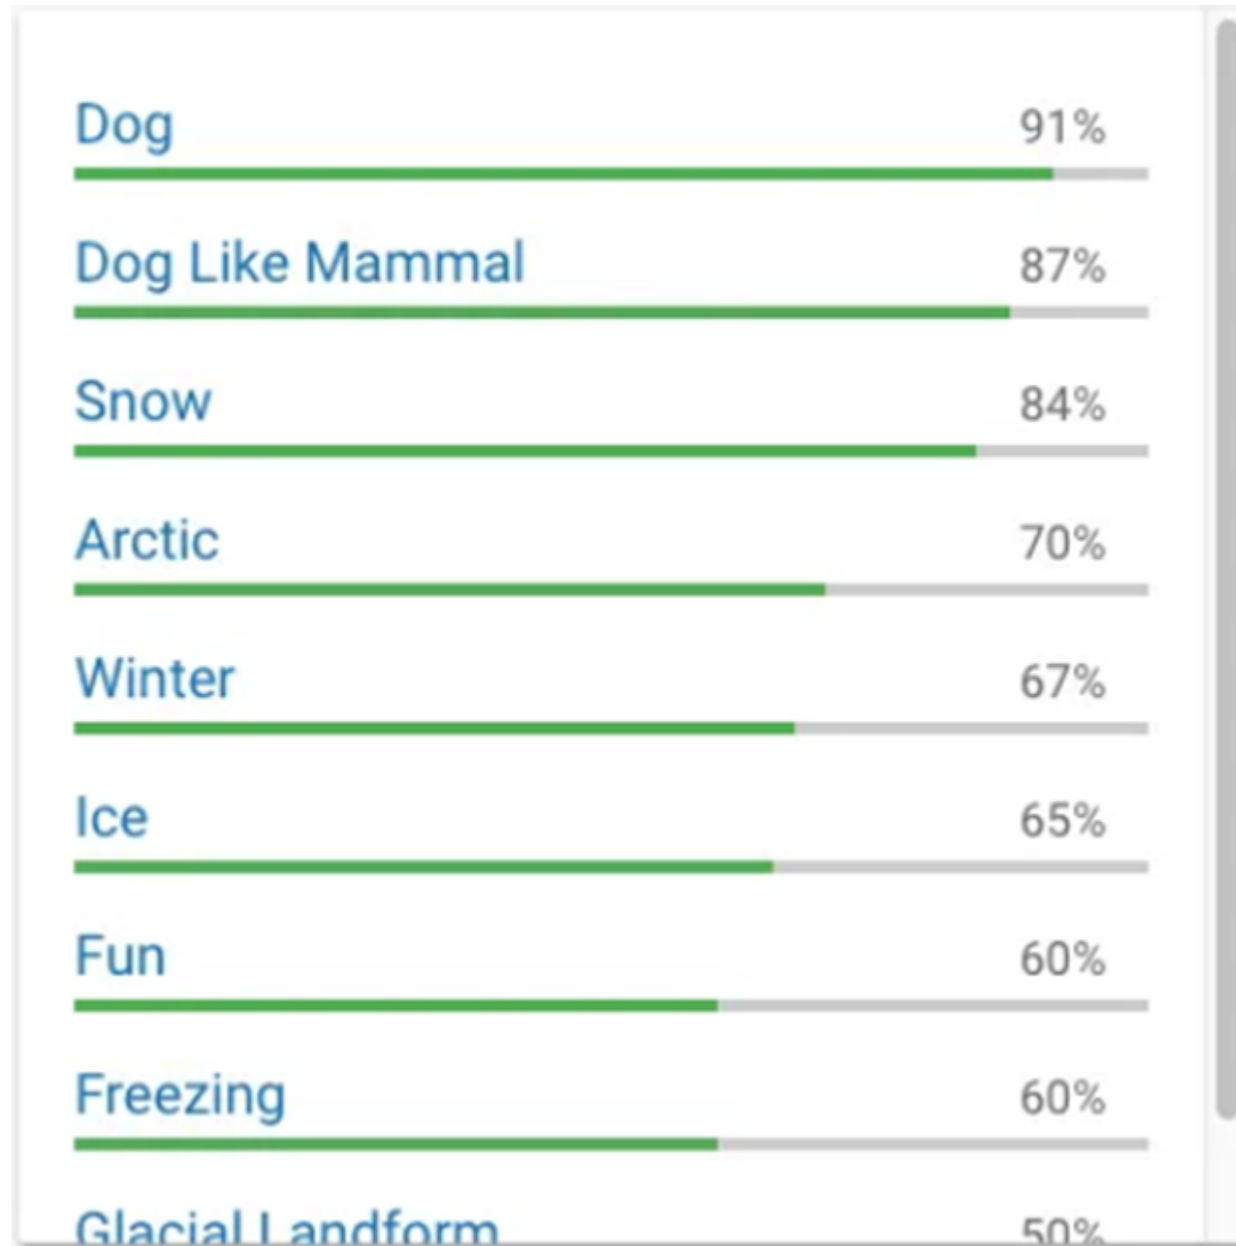 Dog 91%
Dog Like Mammal 87%
Snow 84%
Arctic 70%
Winter 67%
Ice 65%
Fun 60%
Freezing 60%
Glacial Landform 50%